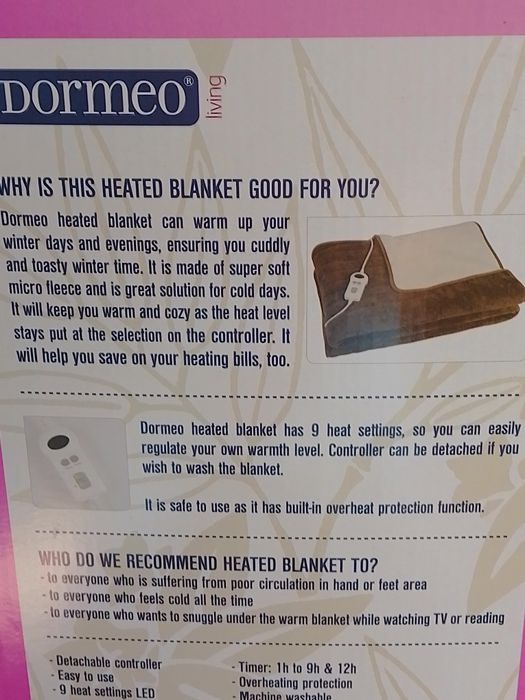 Dormeo® living
WHY IS THIS HEATED BLANKET GOOD FOR YOU?
Dormeo heated blanket can warm up your
winter days and evenings, ensuring you cuddly
and toasty winter time. It is made of super soft
micro fleece and is great solution for cold days.
It will keep you warm and cozy as the heat level
stays put at the selection on the controller. It
will help you save on your heating bills, too.
Dormeo heated blanket has 9 heat settings, so you can easily
regulate your own warmth level. Controller can be detached if you
wish to wash the blanket.
It is safe to use as it has built-in overheat protection function.
WHO DO WE RECOMMEND HEATED BLANKET TO?
- to everyone who is suffering from poor circulation in hand or feet area
- to everyone who feels cold all the time
- to everyone who wants to snuggle under the warm blanket while watching TV or reading
- Detachable controller
- Easy to use
- 9 heat settings LED
- Timer: 1h to 9h & 12h
- Overheating protection
- Machine washable